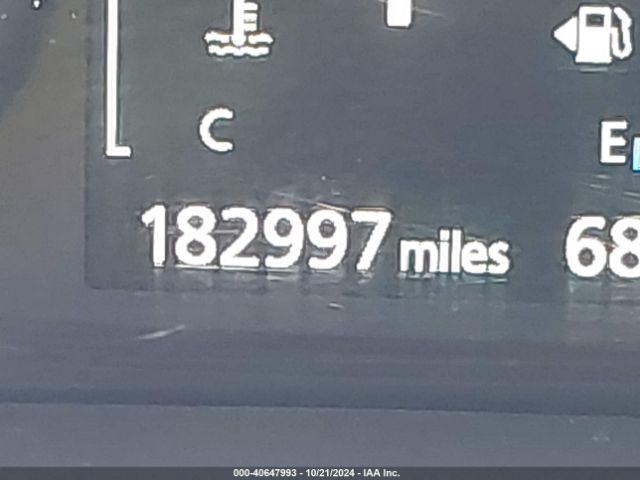 C
E
182997 miles 68
000-40647993 - 10/21/2024 - IAA Inc.